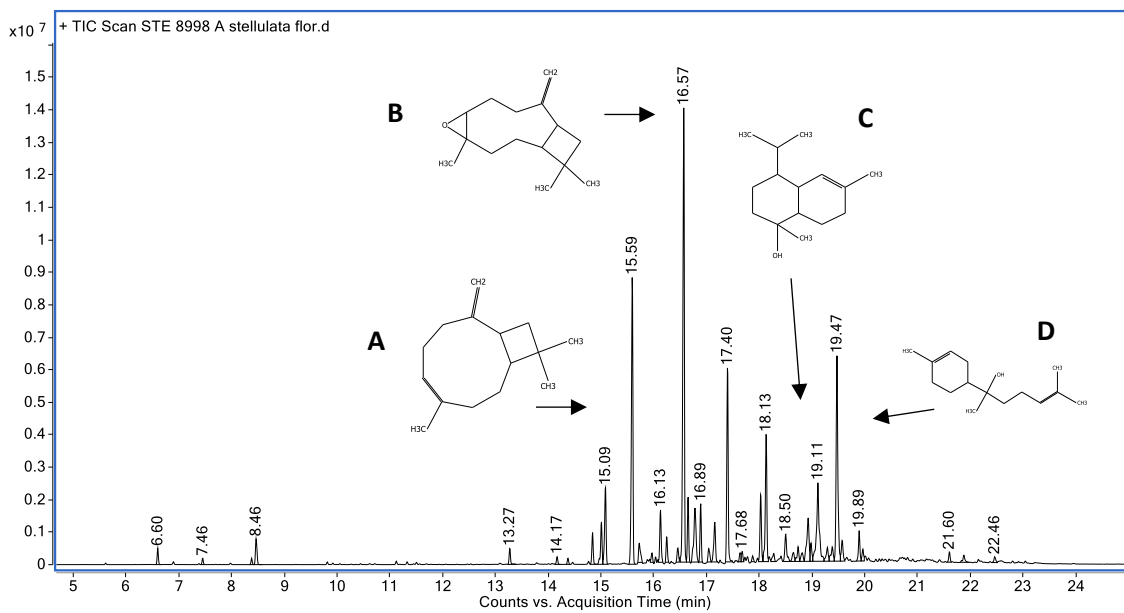 + TIC Scan STE 8998 A stellulata flor.d
x10 7
1.5
1.4
1.3
1.2
1.1
1
0.9
0.8
0.7
0.6
0.5
0.4
0.3
0.2
0.1
0
B
CH2
O
H3C
H3C
CH3
16.57
C
H3C
CH3
CH3
CH3
OH
15.59
A
CH2
CH3
CH3
H3C
D
H3C
OH
H3C
CH3
CH3
6.60
7.46
8.46
13.27
14.17
15.09
16.13
16.89
17.40
17.68
18.13
18.50
19.11
19.47
19.89
21.60
22.46
5 6 7 8 9 10 11 12 13 14 15 16 17 18 19 20 21 22 23 24
Counts vs. Acquisition Time (min)